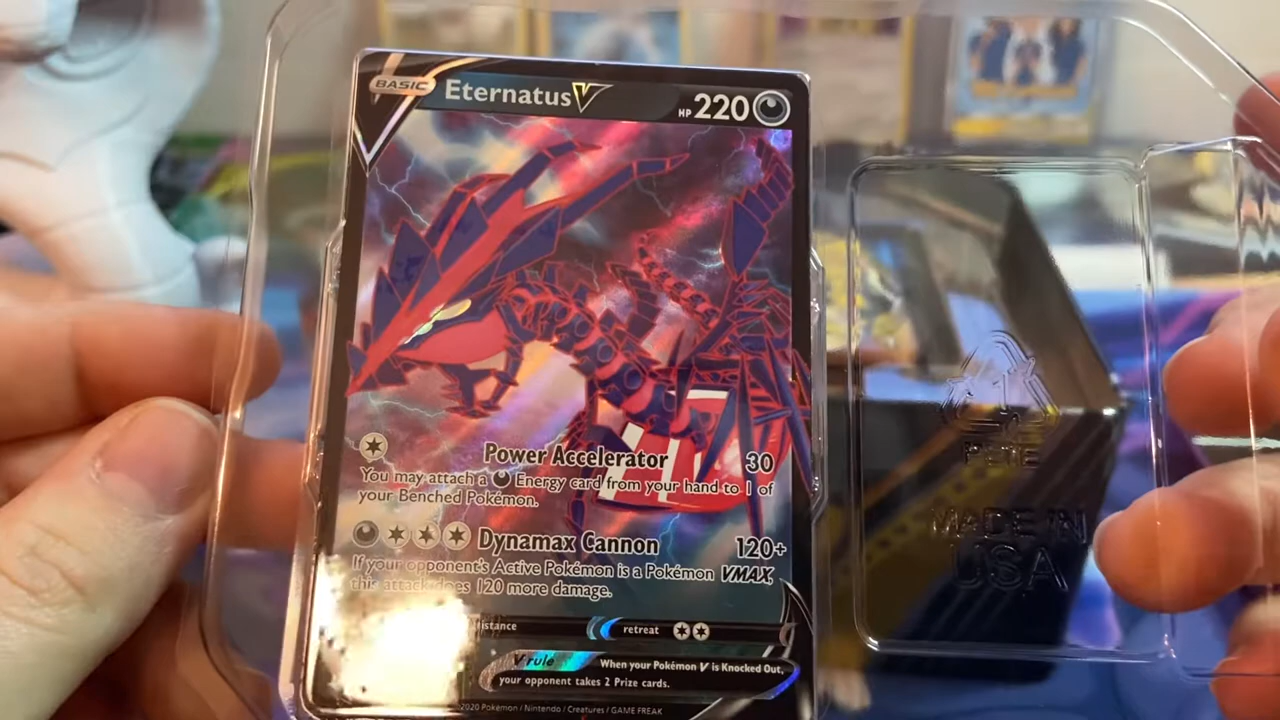 BASIC Eternatus V HP 220
Power Accelerator 30
You may attach a Energy card from your hand to 1 of
your Benched Pokémon.
Dynamax Cannon 120+
If your opponent's Active Pokémon is a Pokémon VMAX,
this attack does 120 more damage.
retreat
V rule When your Pokémon V is Knocked Out,
your opponent takes 2 Prize cards.
2020 Pokémon / Nintendo / Creatures / GAME FREAK
1
PETE
MADE IN
USA